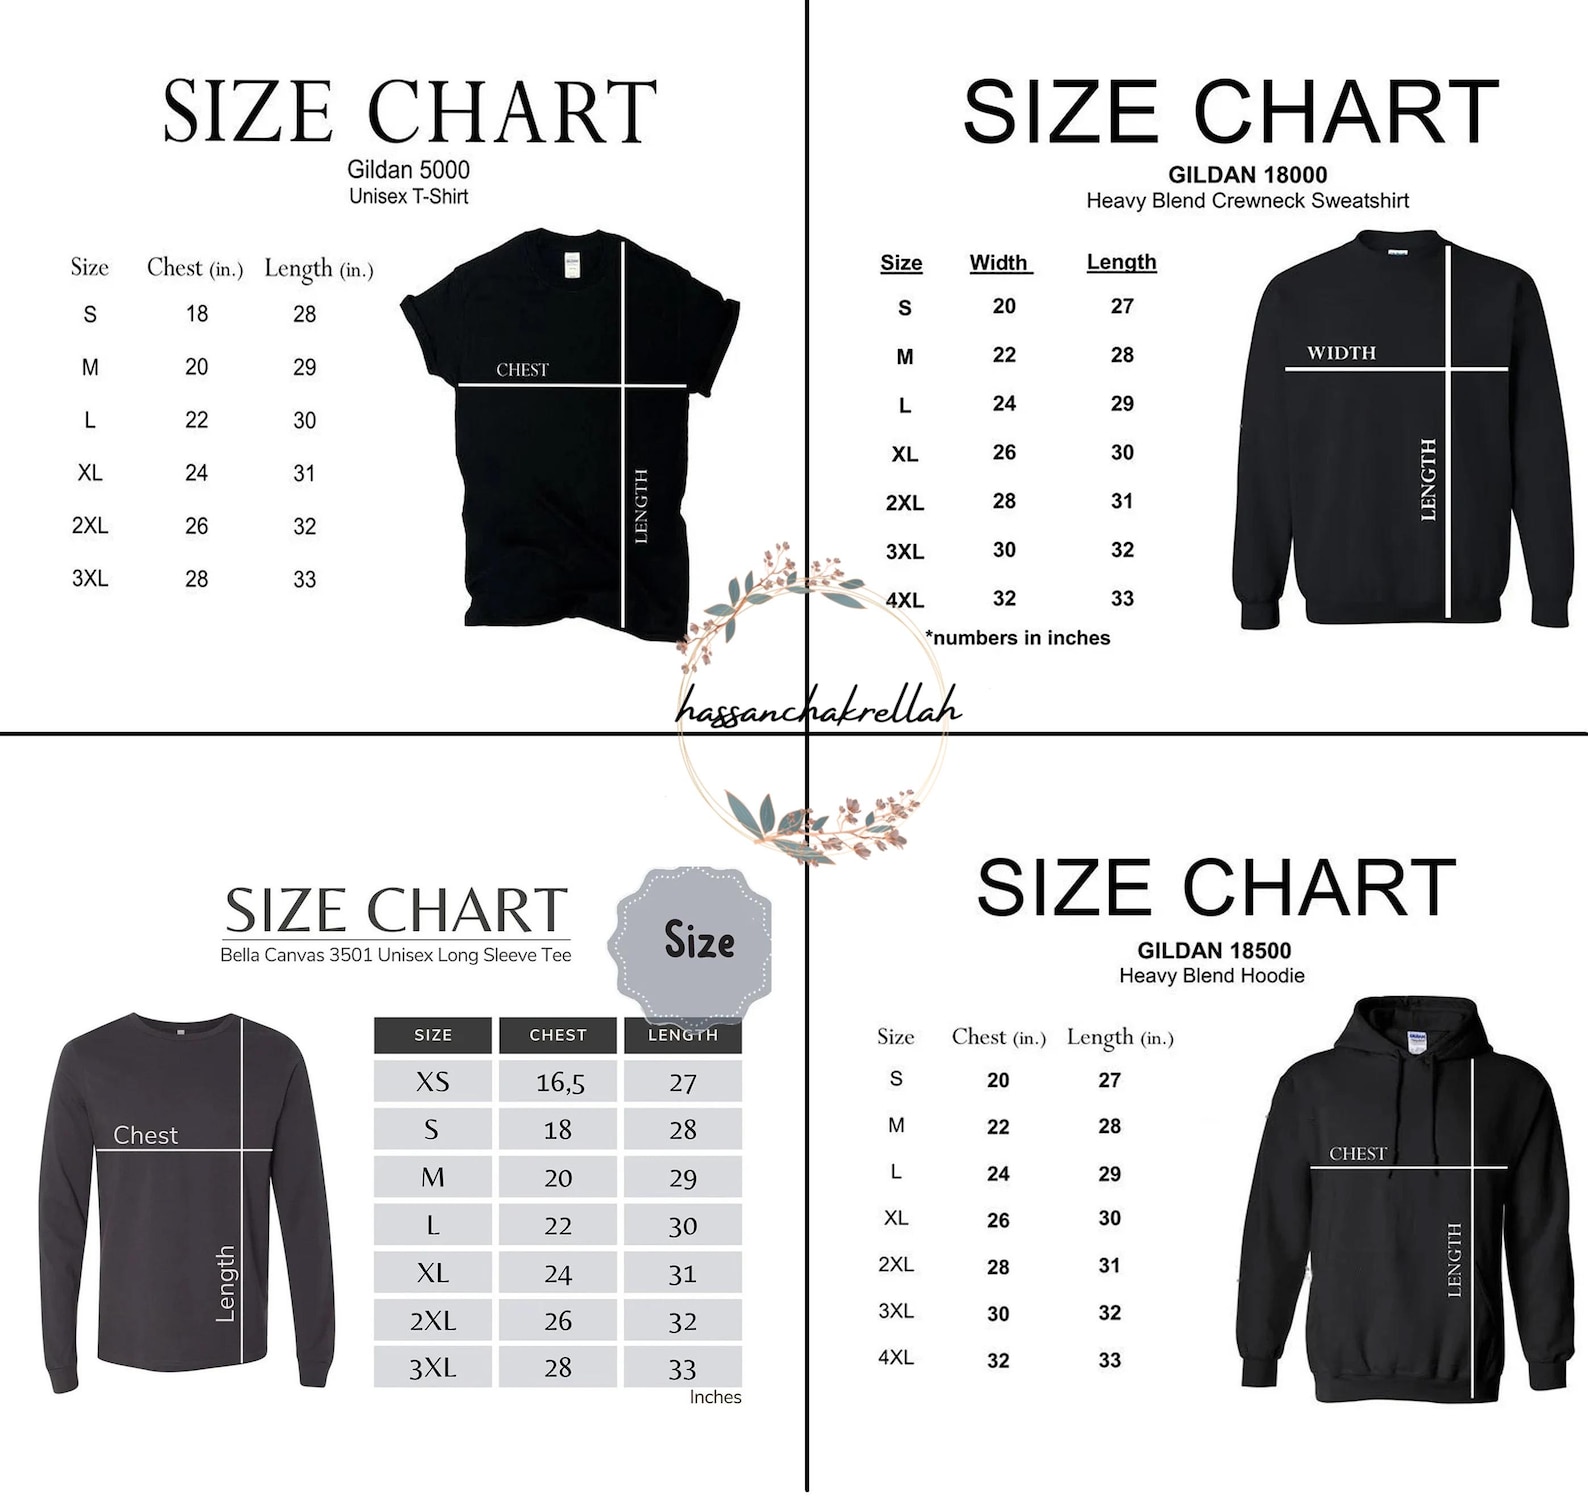 SIZE CHART
Gildan 5000
Unisex T-Shirt
Size Chest (in.) Length (in.)
S 18 28
M 20 29
L 22 30
XL 24 31
2XL 26 32
3XL 28 33
CHEST
LENGTH
SIZE CHART
GILDAN 18000
Heavy Blend Crewneck Sweatshirt
Size Width Length
S 20 27
M 22 28
L 24 29
XL 26 30
2XL 28 31
3XL 30 32
4XL 32 33
*numbers in inches
WIDTH
LENGTH
hassanchakrellah
SIZE CHART
Bella Canvas 3501 Unisex Long Sleeve Tee
Size
Chest
Length
SIZE CHEST LENGTH
XS 16,5 27
S 18 28
M 20 29
L 22 30
XL 24 31
2XL 26 32
3XL 28 33
Inches
SIZE CHART
GILDAN 18500
Heavy Blend Hoodie
Size Chest (in.) Length (in.)
S 20 27
M 22 28
L 24 29
XL 26 30
2XL 28 31
3XL 30 32
4XL 32 33
CHEST
LENGTH